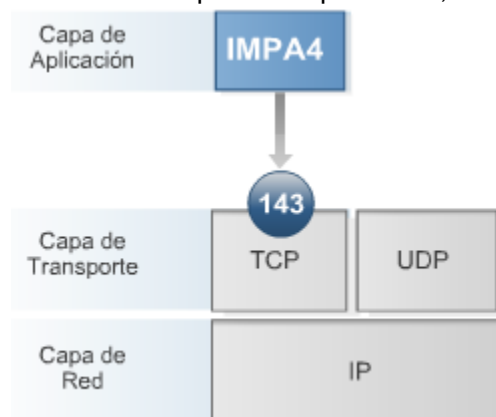 Capa de
Aplicación
IMPA4
143
Capa de
Transporte
TCP
UDP
Capa de
Red
IP